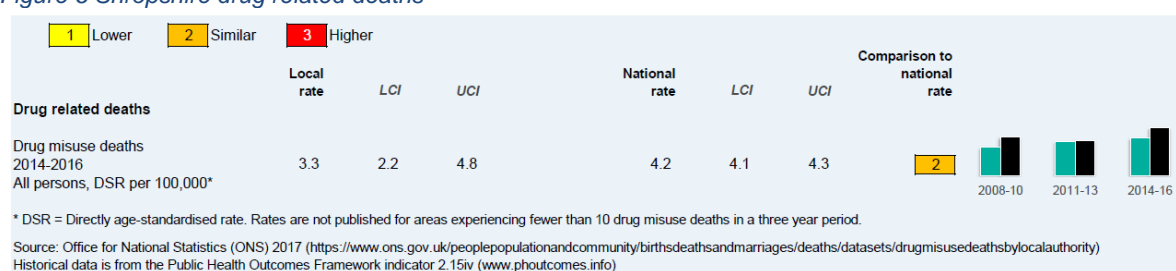 Figure 8 Shropshire drug related deaths
1 Lower 2 Similar 3 Higher
Comparison to
Local National national
rate LCI UCI rate LCI UCI rate
Drug related deaths
Drug misuse deaths
2014-2016 3.3 2.2 4.8 4.2 4.1 4.3 2
All persons, DSR per 100,000*
2008-10 2011-13 2014-16
* DSR = Directly age-standardised rate. Rates are not published for areas experiencing fewer than 10 drug misuse deaths in a three year period.
Source: Office for National Statistics (ONS) 2017 (https://www.ons.gov.uk/peoplepopulationandcommunity/birthsdeathsandmarriages/deaths/datasets/drugmisusedeathsbylocalauthority)
Historical data is from the Public Health Outcomes Framework indicator 2.15iv (www.phoutcomes.info)